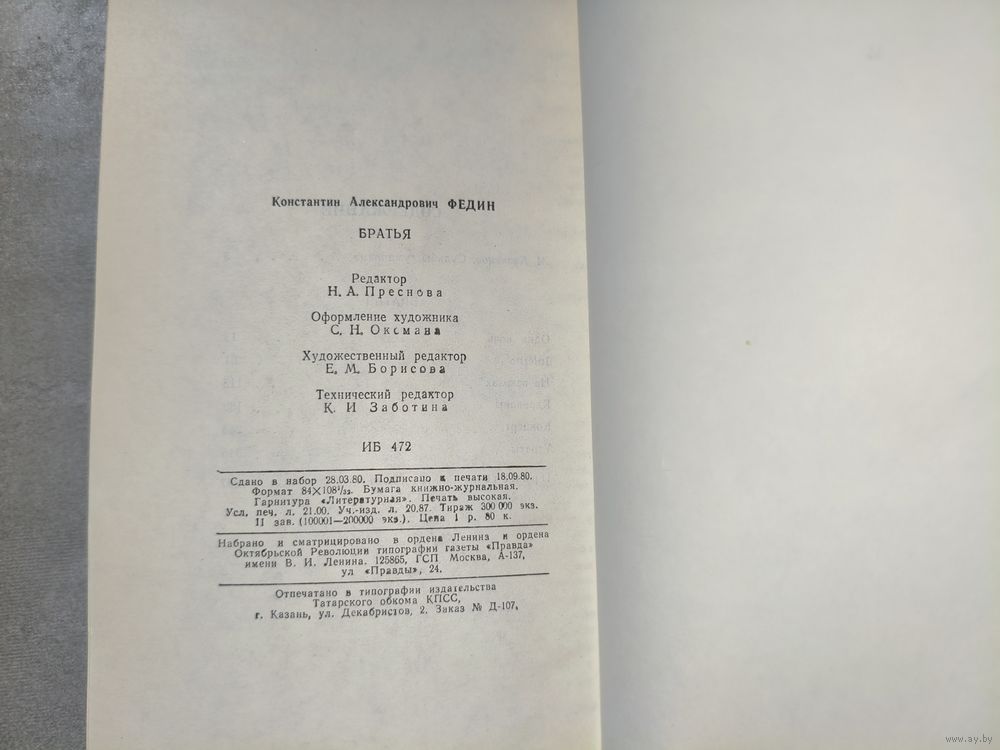 Константин Александрович ФЕДИН
БРАТЬЯ
Редактор
Н. А. Преснова
Оформление художника
С. Н. Оксмана
Художественный редактор
Е. М. Борисова
Технический редактор
К. И Заботина
ИБ 472
Сдано в набор 28.03.80. Подписано к печати 18.09.80.
Формат 84×108¹/₃₂. Бумага книжно-журнальная.
Гарнитура «Литературная». Печать высокая.
Усл. печ. л. 21.00. Уч.-изд. л. 20,87. Тираж 300 000 экз.
II зав. (100001—200000 экз.). Цена 1 р. 80 к.
Набрано и сматрицировано в ордена Ленина и ордена
Октябрьской Революции типографии газеты «Правда»
имени В. И. Ленина. 125865, ГСП Москва, А-137,
ул «Правды», 24.
Отпечатано в типографии издательства
Татарского обкома КПСС,
г. Казань, ул. Декабристов, 2. Заказ № Д-107.
www.ay.by